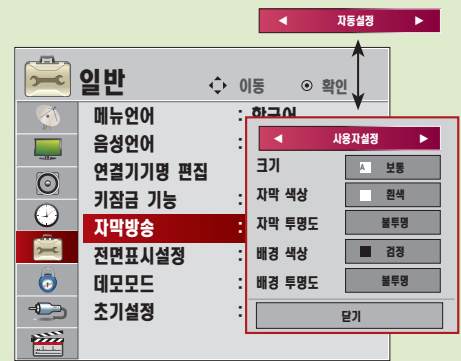 ◀ 자동설정 ▶
일반 이동 확인
메뉴언어 : 한국어
음성언어 :
연결기기명 편집
키잠금 기능 :
자막방송 :
전면표시설정 :
데모모드 :
초기설정 :
◀ 사용자설정 ▶
크기 A 보통
자막 색상 흰색
자막 투명도 불투명
배경 색상 검정
배경 투명도 불투명
닫기